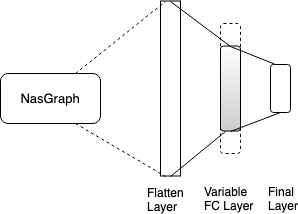 NasGraph
Flatten
Layer
Variable
FC Layer
Final
Layer